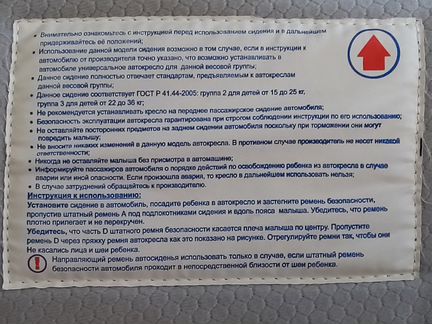 • Внимательно ознакомьтесь с инструкцией перед использованием сидения и в дальнейшем
придерживайтесь её положений;
• Использование данной модели сидения возможно в том случае, если в инструкции к
автомобилю от производителя точно указано, что возможно устанавливать в
автомобиле универсальное автокресло для данной весовой группы;
• Данное сидение полностью отвечает стандартам, предъявляемым к автокреслам
данной весовой группы;
• Данное сидение соответствует ГОСТ Р 41.44-2005: группа 2 для детей от 15 до 25 кг,
группа 3 для детей от 22 до 36 кг;
• Не рекомендуется устанавливать кресло на переднее пассажирское сидение автомобиля;
• Безопасность эксплуатации автокресла гарантирована при строгом соблюдении инструкции по его использованию;
• Не оставляйте посторонних предметов на заднем сидении автомобиля поскольку при торможении они могут
повредить малышу;
• Не вносить никаких изменений в данную модель автокресла. В противном случае производитель не несет никакой
ответственности;
• Никогда не оставляйте малыша без присмотра в автомашине;
• Информируйте пассажиров автомобиля о порядке действий по освобождению ребенка из автокресла в случае
аварии или иной опасности. Если произошла авария, то кресло в дальнейшем использовать нельзя;
• В случае затруднений обращайтесь к производителю.
Инструкция к использованию:
Установите сидение в автомобиль, посадите ребенка в автокресло и застегните ремень безопасности,
пропустив штатный ремень А под подлокотниками сидения и вдоль пояса малыша. Убедитесь, что ремень
плотно прилегает и не перекручен.
Убедитесь, что часть D штатного ремня безопасности касается плеча малыша по центру. Пропустите
ремень D через пряжку ремня автокресла как это показано на рисунке. Отрегулируйте ремни так, чтобы они
Не касались лица и шеи ребенка.
! Направляющий ремень автосиденья использовать только в случае, если штатный ремень
безопасности автомобиля проходит в непосредственной близости от шеи ребенка.